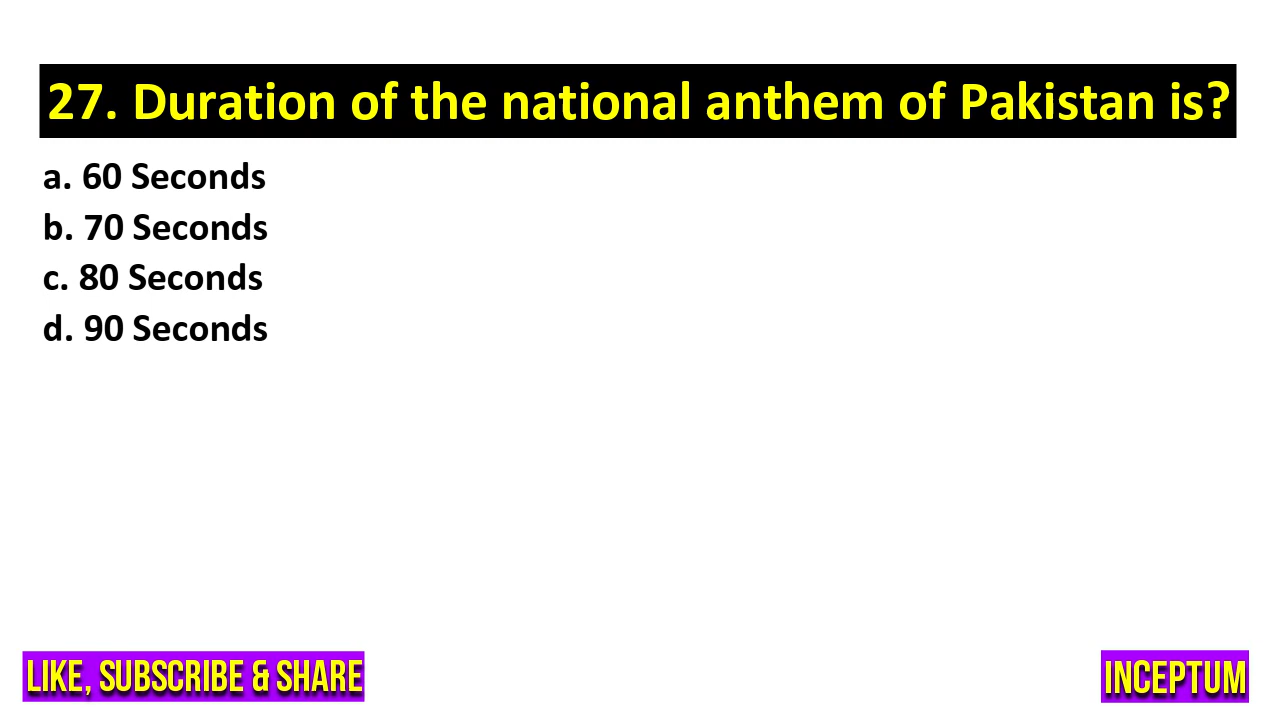 27. Duration of the national anthem of Pakistan is?
a. 60 Seconds
b. 70 Seconds
c. 80 Seconds
d. 90 Seconds
LIKE, SUBSCRIBE & SHARE
INCEPTUM